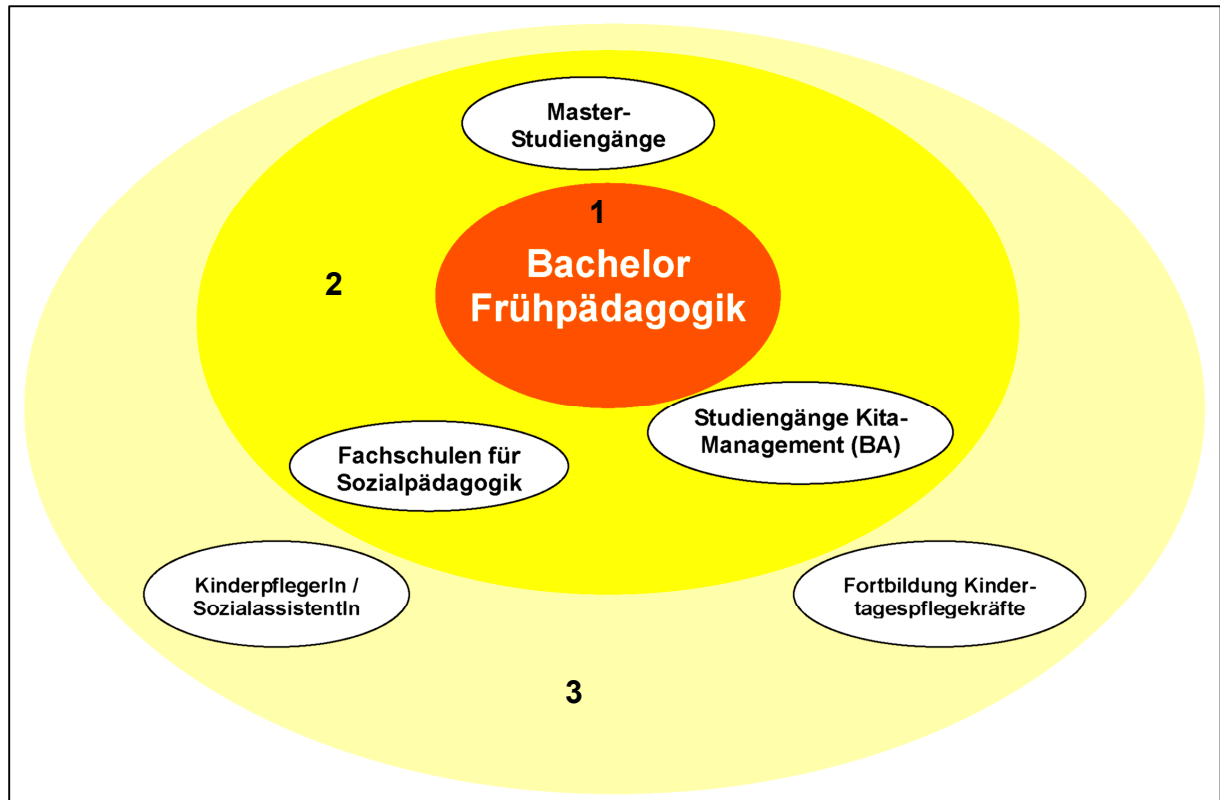 Master-
Studiengänge
1
Bachelor
Frühpädagogik
2
Studiengänge Kita-
Management (BA)
Fachschulen für
Sozialpädagogik
KinderpflegerIn /
SozialassistentIn
Fortbildung Kinder-
tagespflegekräfte
3